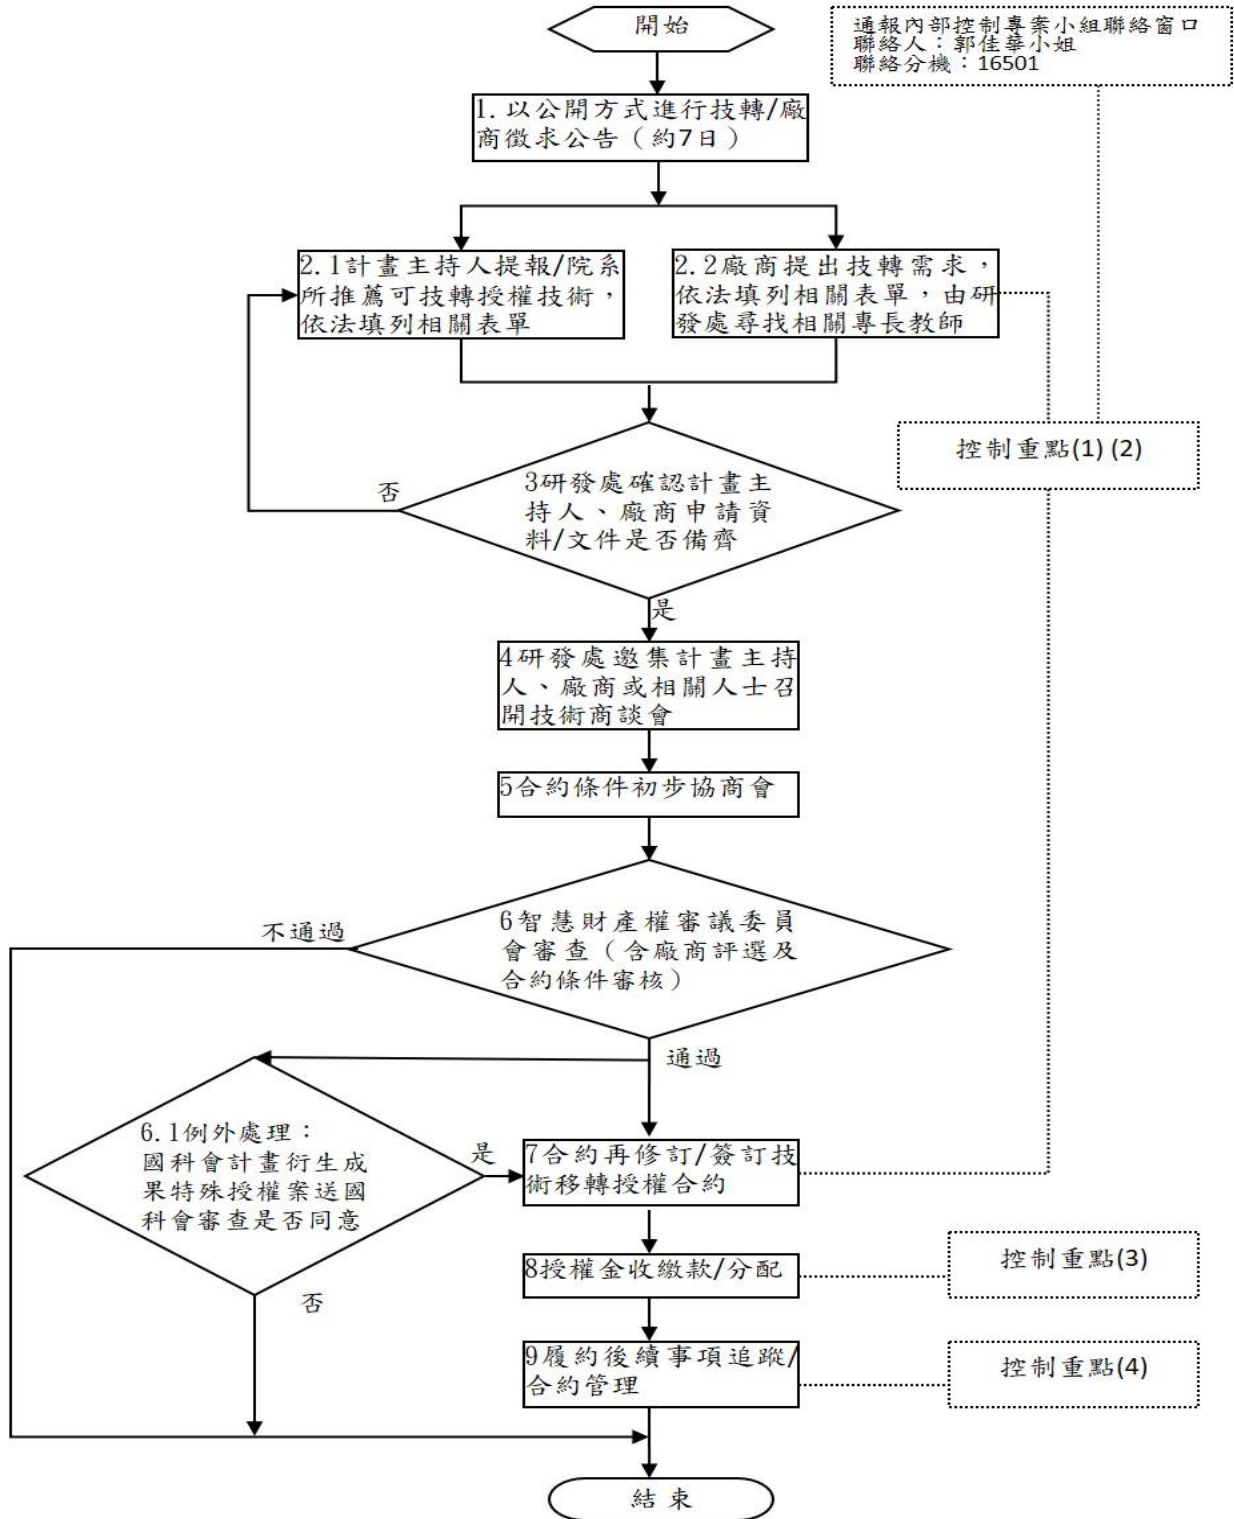 開始
通報內部控制專案小組聯絡窗口
聯絡人：郭佳華小姐
聯絡分機：16501
1. 以公開方式進行技轉/廠
商徵求公告（約7日）
2.1計畫主持人提報/院系
所推薦可技轉授權技術，
依法填列相關表單
2.2廠商提出技轉需求，
依法填列相關表單，由研
發處尋找相關專長教師
控制重點(1) (2)
否
3研發處確認計畫主
持人、廠商申請資
料/文件是否備齊
是
4研發處邀集計畫主持
人、廠商或相關人士召
開技術商談會
5合約條件初步協商會
不通過
6智慧財產權審議委員
會審查（含廠商評選及
合約條件審核）
通過
6.1例外處理：
國科會計畫衍生成
果特殊授權案送國
科會審查是否同意
是
7合約再修訂/簽訂技
術移轉授權合約
否
8授權金收繳款/分配
控制重點(3)
9履約後續事項追蹤/
合約管理
控制重點(4)
結束